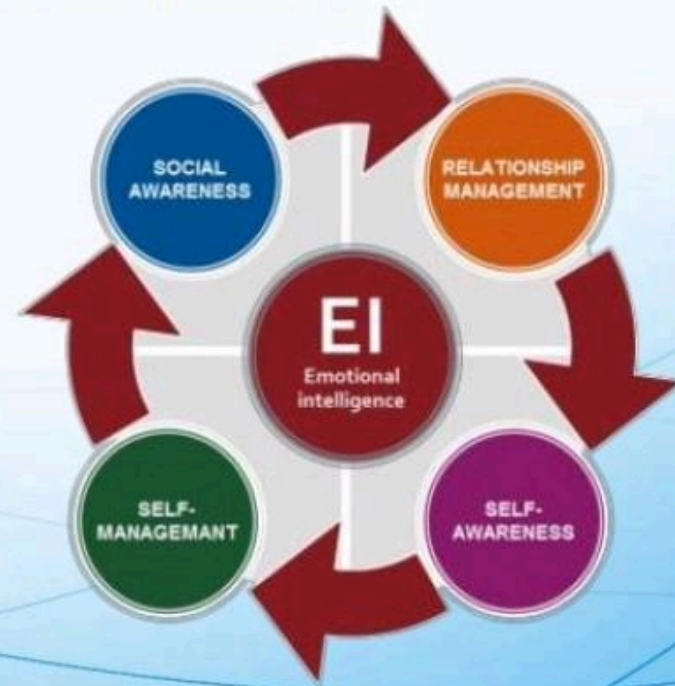 SOCIAL
AWARENESS
RELATIONSHIP
MANAGEMENT
EI
Emotional
intelligence
SELF-
MANAGEMANT
SELF-
AWARENESS